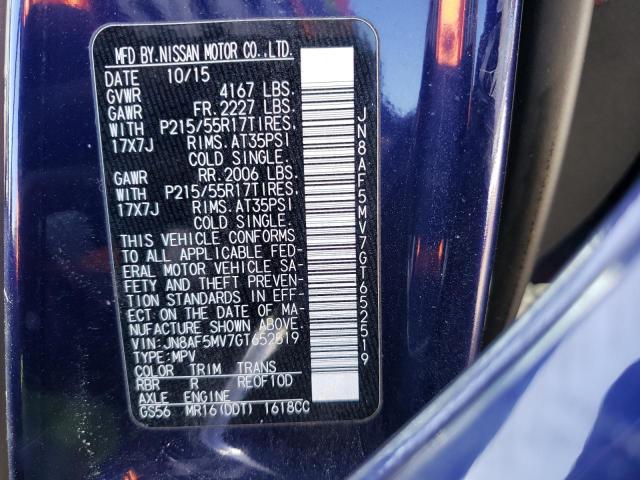 MFD BY.NISSAN MOTOR CO.,LTD.
DATE 10/15
GVWR 4167 LBS.
GAWR FR. 2227 LBS.
WITH P215/55R17TIRES.
17X7J RIMS. AT35PSI
COLD SINGLE.
GAWR RR. 2006 LBS.
WITH P215/55R17TIRES.
17X7J RIMS. AT35PSI
COLD SINGLE.
THIS VEHICLE CONFORMS
TO ALL APPLICABLE FED-
ERAL MOTOR VEHICLE SA-
FETY AND THEFT PREVEN-
TION STANDARDS IN EFF-
ECT ON THE DATE OF MA-
NUFACTURE SHOWN ABOVE.
VIN:JN8AF5MV7GT652519
TYPE:MPV
COLOR TRIM TRANS
RBR R RE0F10D
AXLE ENGINE
GS56 MR16(DDT) 1618CC
JN8AF5MV7GT652519